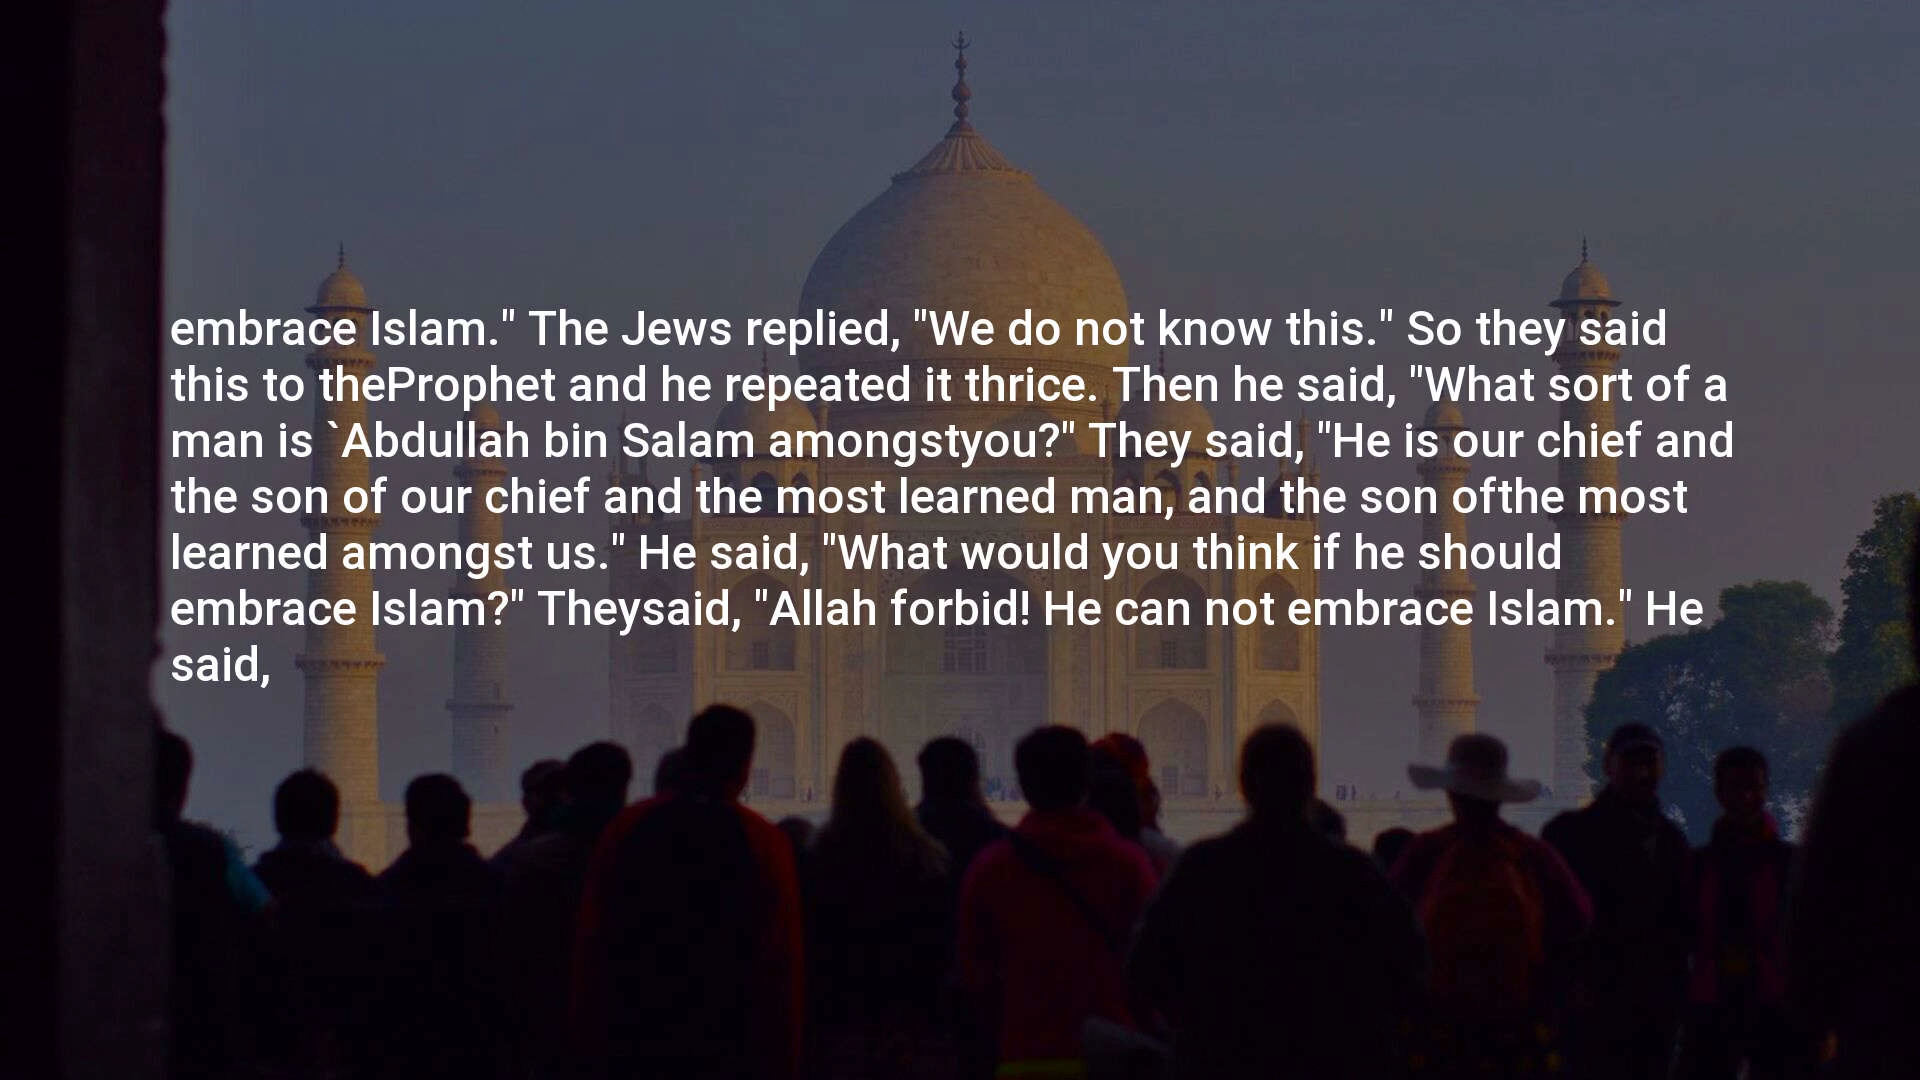 embrace Islam." The Jews replied, "We do not know this." So they said
this to theProphet and he repeated it thrice. Then he said, "What sort of a
man is `Abdullah bin Salam amongstyou?" They said, "He is our chief and
the son of our chief and the most learned man, and the son ofthe most
learned amongst us." He said, "What would you think if he should
embrace Islam?" Theysaid, "Allah forbid! He can not embrace Islam." He
said,